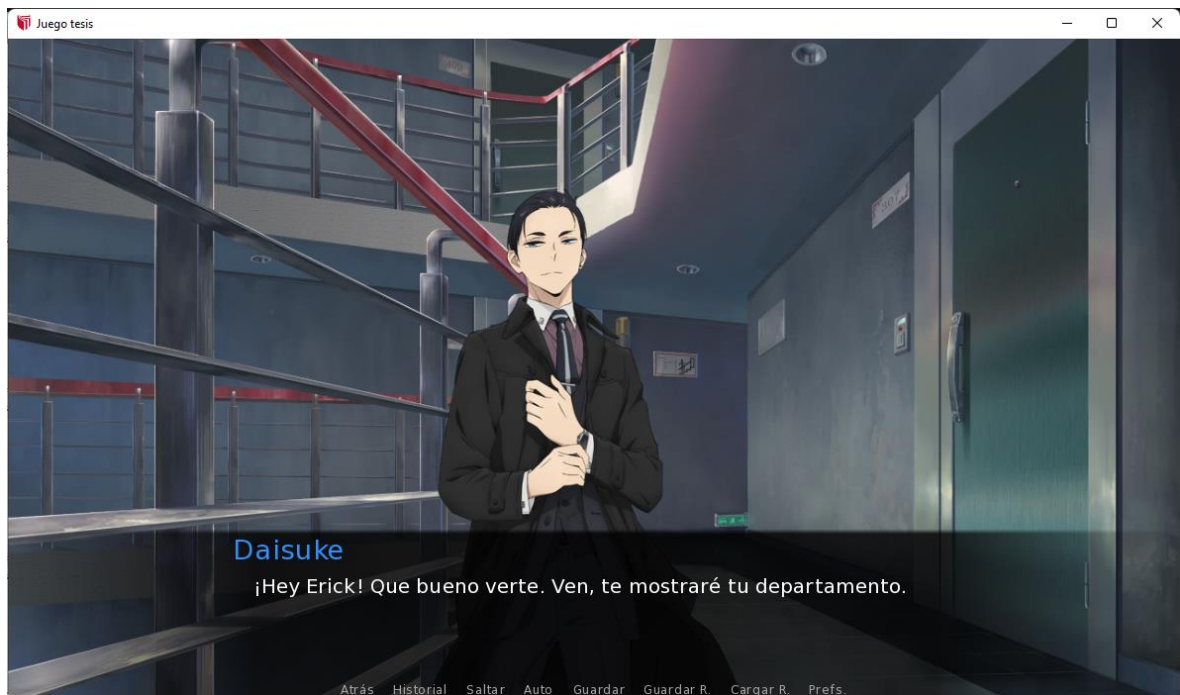 Juego tesis
Daisuke
¡Hey Erick! Que bueno verte. Ven, te mostraré tu departamento.
Atrás Historial Saltar Auto Guardar Guardar R. Cargar R. Prefs.